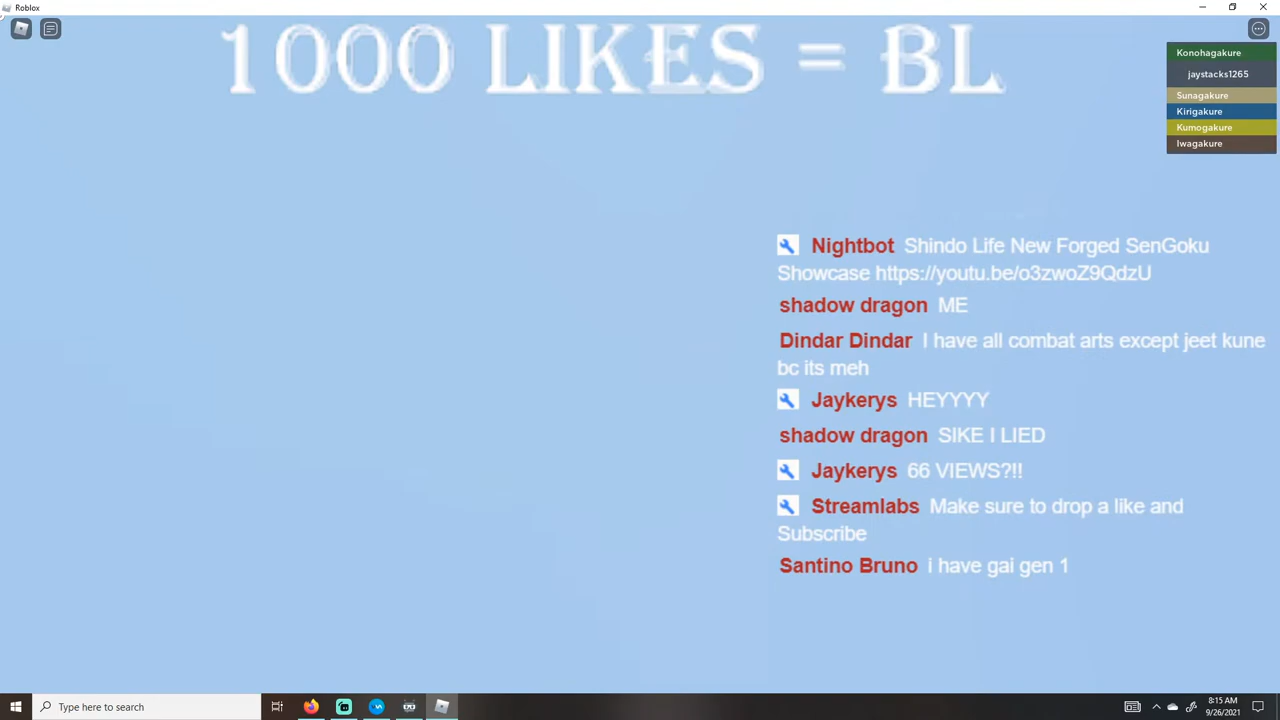 Roblox
1000 LIKES = BL
Konohagakure
jaystacks1265
Sunagakure
Kirigakure
Kumogakure
Iwagakure
Nightbot Shindo Life New Forged SenGoku
Showcase https://youtu.be/o3zwoZ9QdzU
shadow dragon ME
Dindar Dindar I have all combat arts except jeet kune
bc its meh
Jaykerys HEYYYY
shadow dragon SIKE I LIED
Jaykerys 66 VIEWS?!!
Streamlabs Make sure to drop a like and
Subscribe
Santino Bruno i have gai gen 1
Type here to search
8:15 AM
9/26/2021